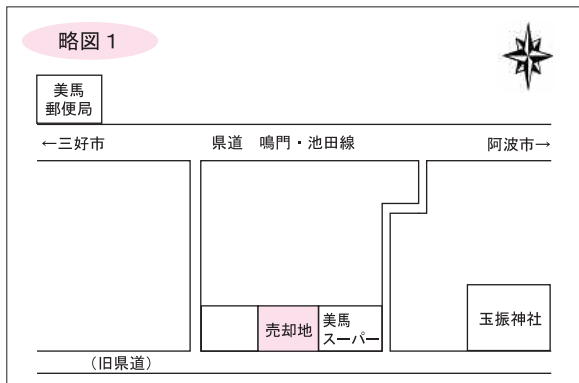 略図1
美馬
郵便局
←三好市
県道 鳴門・池田線
阿波市→
売却地
美馬
スーパー
玉振神社
(旧県道)